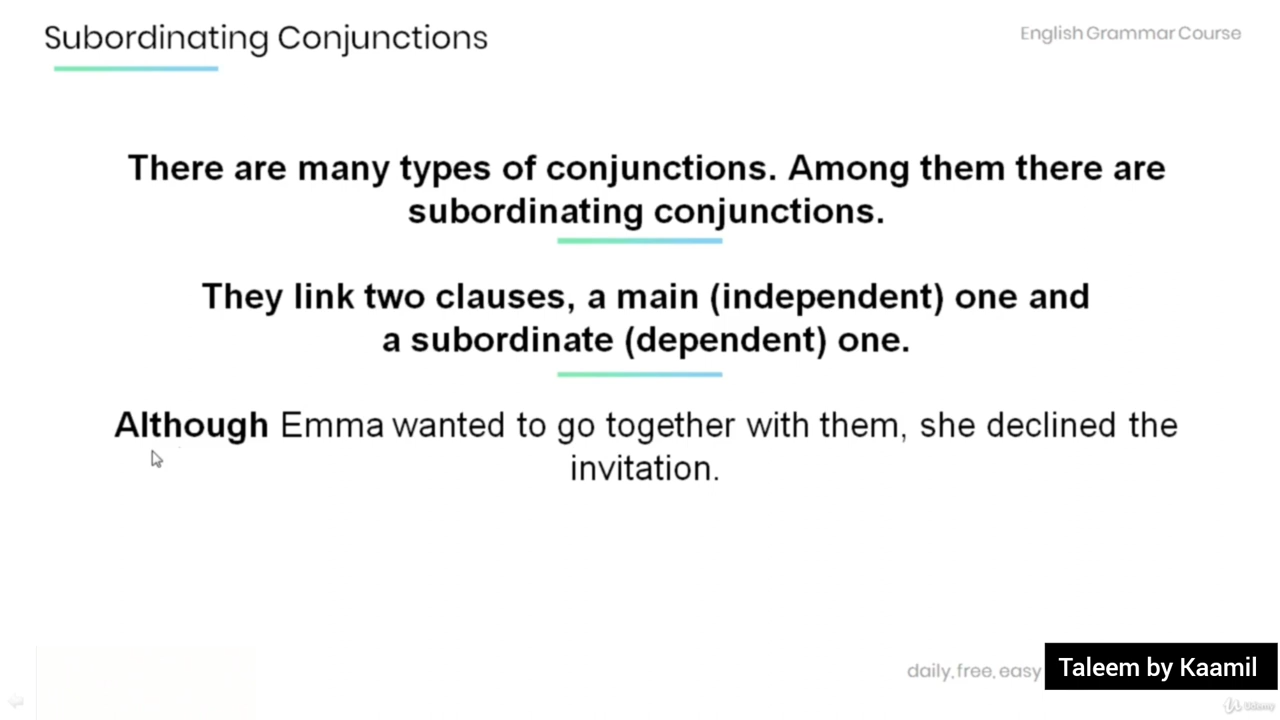 Subordinating Conjunctions
English Grammar Course
There are many types of conjunctions. Among them there are
subordinating conjunctions.
They link two clauses, a main (independent) one and
a subordinate (dependent) one.
Although Emma wanted to go together with them, she declined the
invitation.
daily, free, easy
Taleem by Kaamil
Udemy